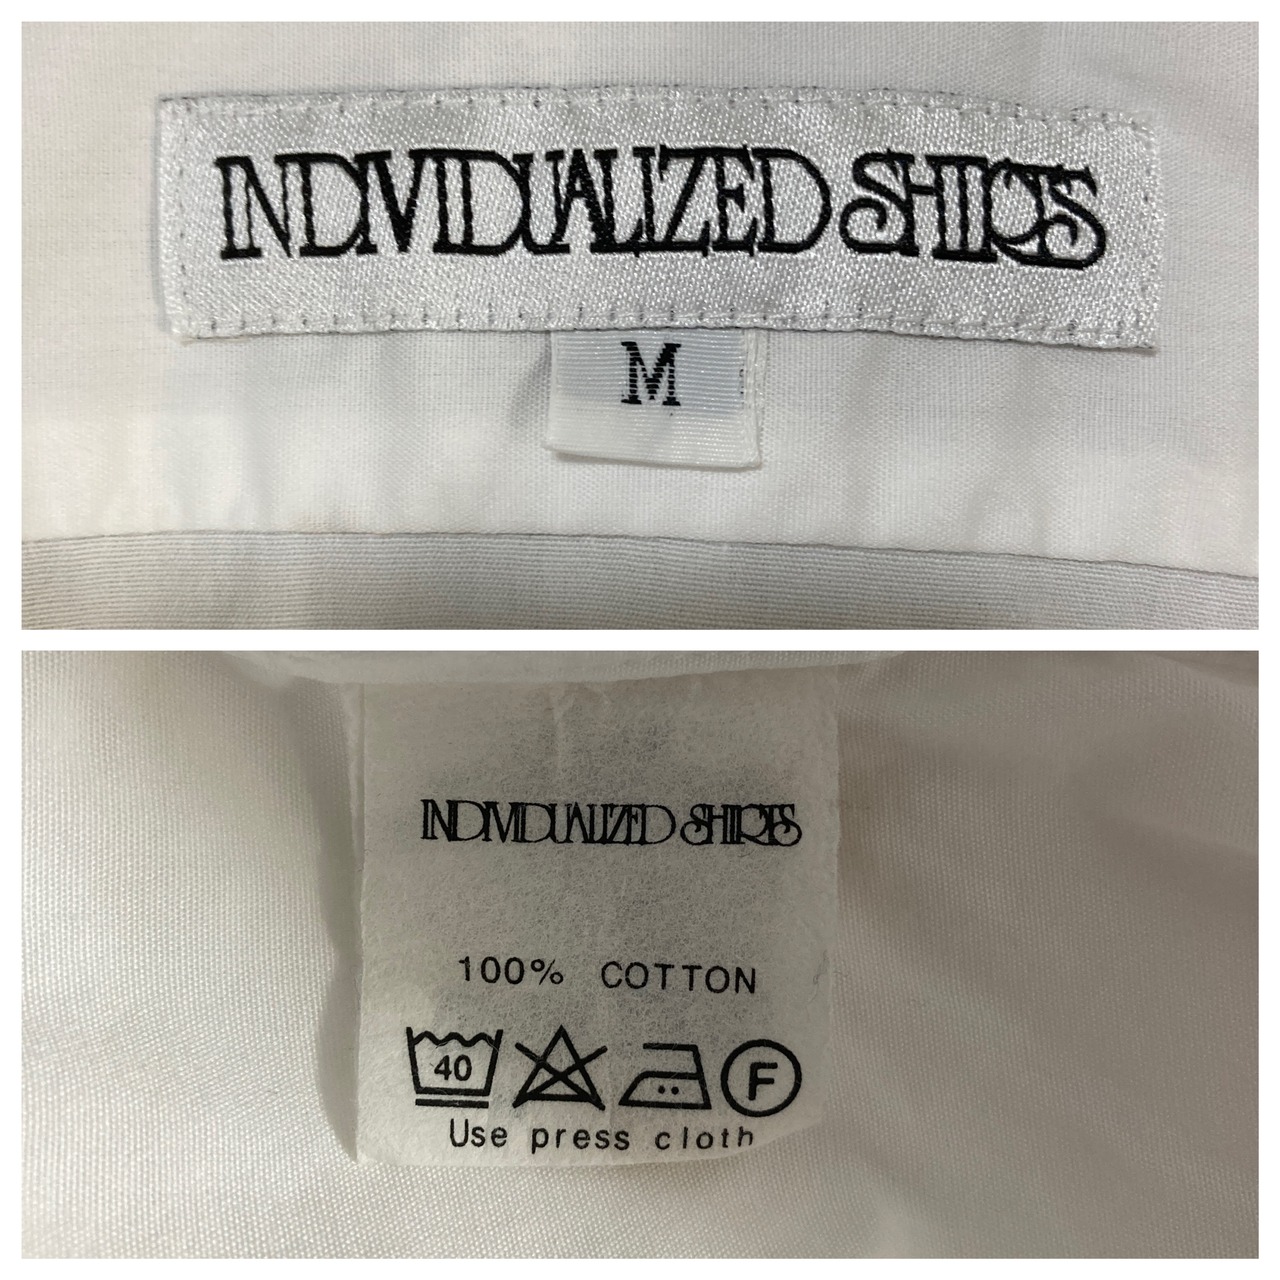 INDIVIDUALIZED SHIRTS
M
INDIVIDUALIZED SHIRTS
100% COTTON
40 F
Use press cloth